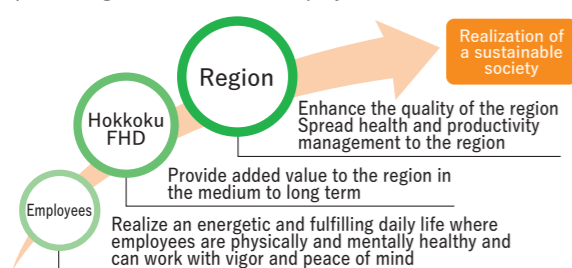 Realization of
a sustainable
society
Region
Enhance the quality of the region
Spread health and productivity
management to the region
Hokkoku
FHD
Provide added value to the region in
the medium to long term
Employees
Realize an energetic and fulfilling daily life where
employees are physically and mentally healthy and
can work with vigor and peace of mind